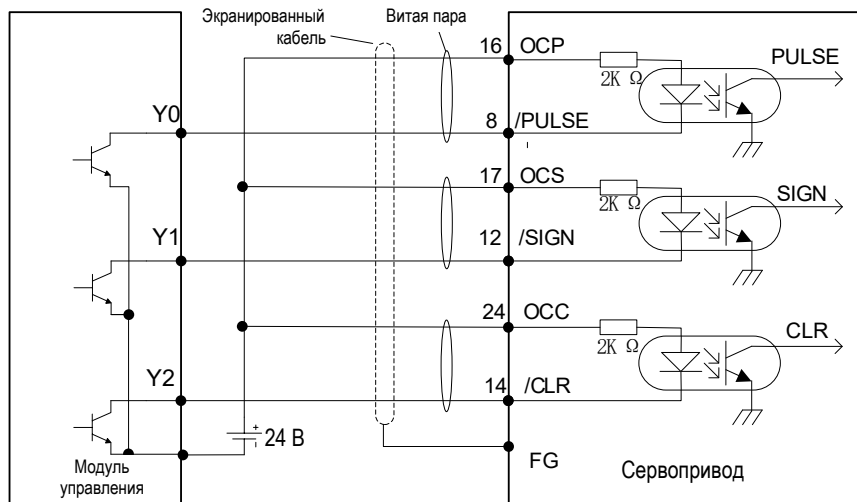 Экранированный кабель
Витая пара
16 OCP
2K Ω
PULSE
Y0
8 /PULSE
17 OCS
2K Ω
SIGN
Y1
12 /SIGN
24 OCC
2K Ω
CLR
Y2
14 /CLR
+
-
24 В
FG
Модуль
управления
Сервопривод